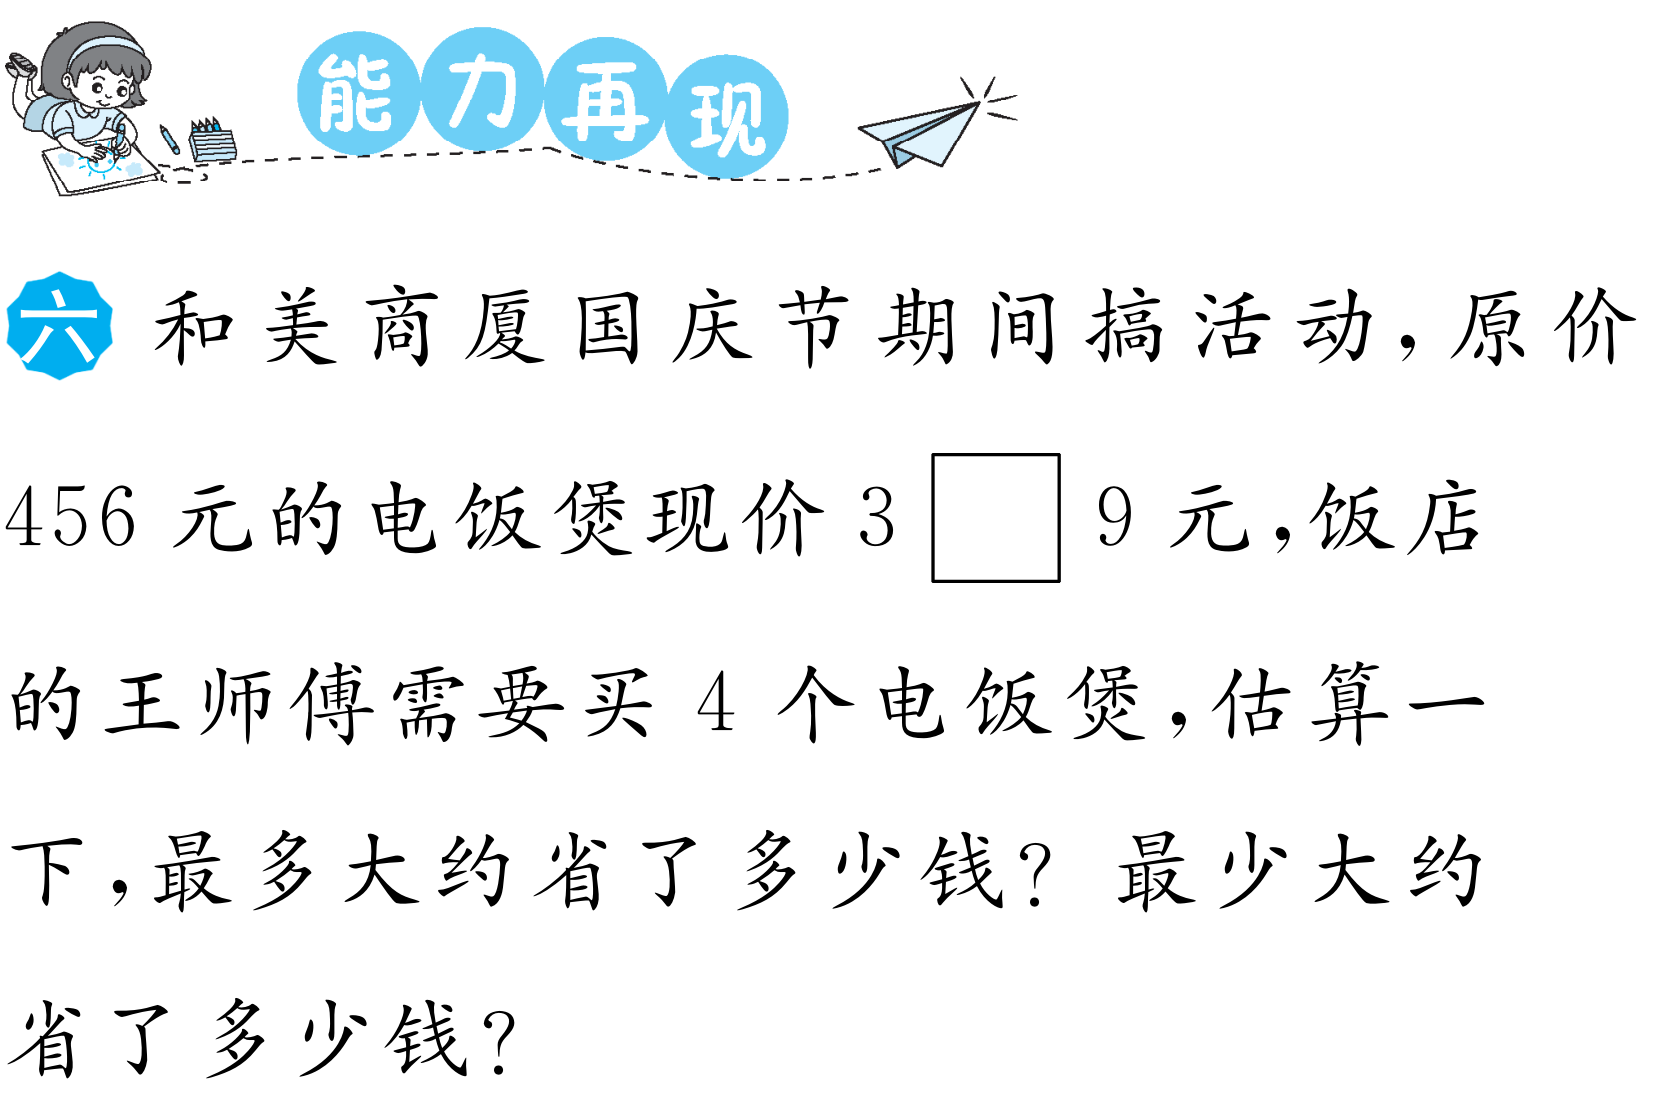 能力再现
六 和美商厦国庆节期间搞活动,原价
456 元的电饭煲现价 3 □ 9 元,饭店
的王师傅需要买 4 个电饭煲,估算一
下,最多大约省了多少钱? 最少大约
省了多少钱?